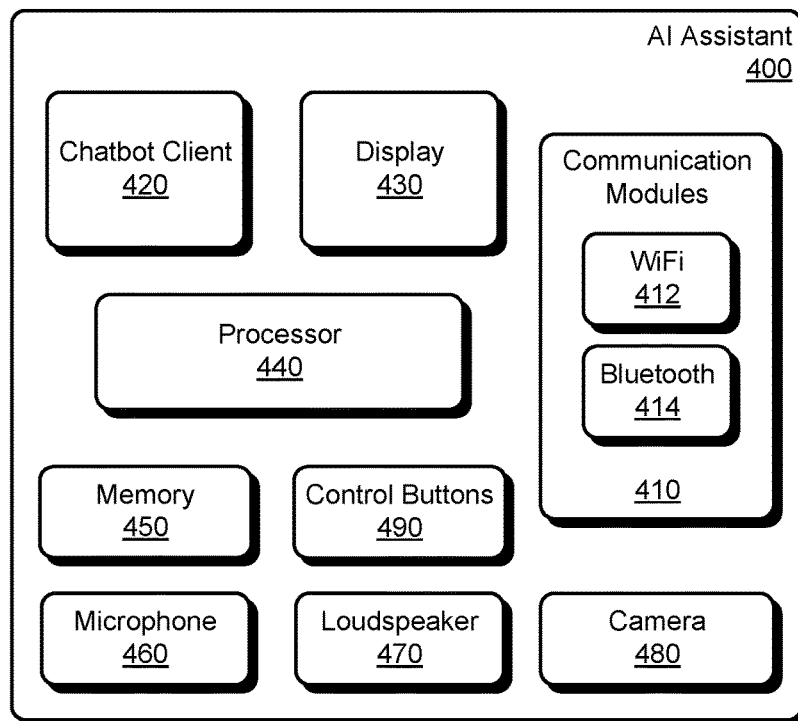 AI Assistant
400
Chatbot Client
420
Display
430
Communication
Modules
WiFi
412
Bluetooth
414
410
Processor
440
Memory
450
Control Buttons
490
Microphone
460
Loudspeaker
470
Camera
480